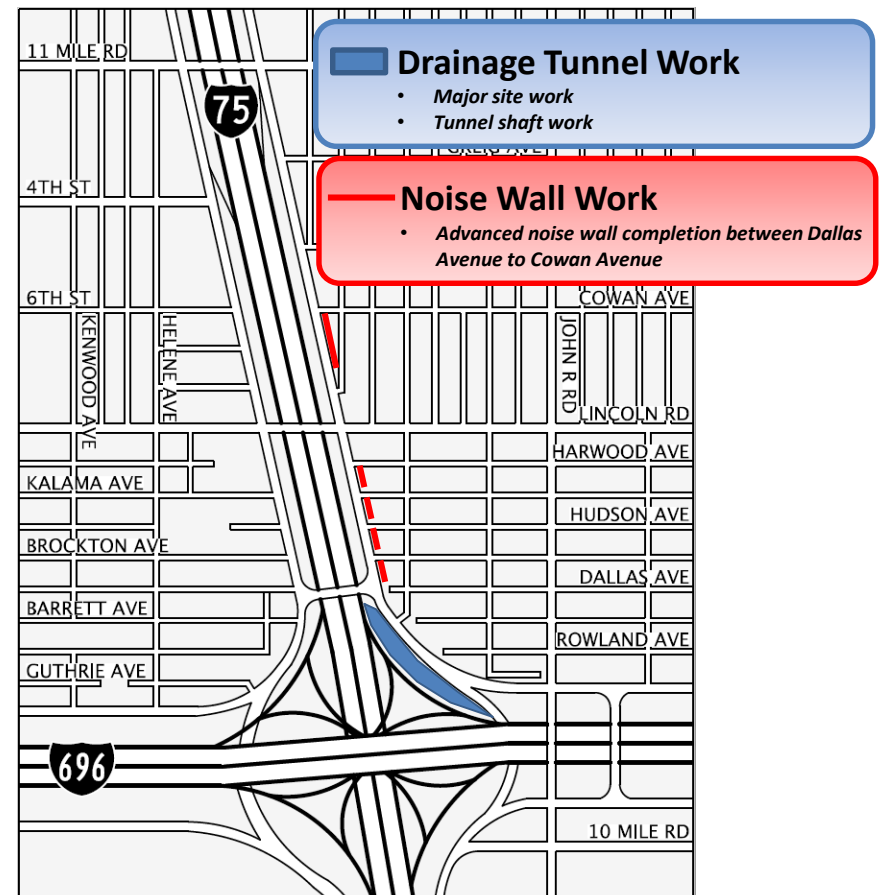 11 MILE RD
Drainage Tunnel Work
• Major site work
• Tunnel shaft work
75
GREIG AVE
4TH ST
Noise Wall Work
• Advanced noise wall completion between Dallas
Avenue to Cowan Avenue
6TH ST
COWAN AVE
KENWOOD AVE
HELENE AVE
JOHN R RD
LINCOLN RD
HARWOOD AVE
KALAMA AVE
HUDSON AVE
BROCKTON AVE
DALLAS AVE
BARRETT AVE
ROWLAND AVE
GUTHRIE AVE
696
10 MILE RD